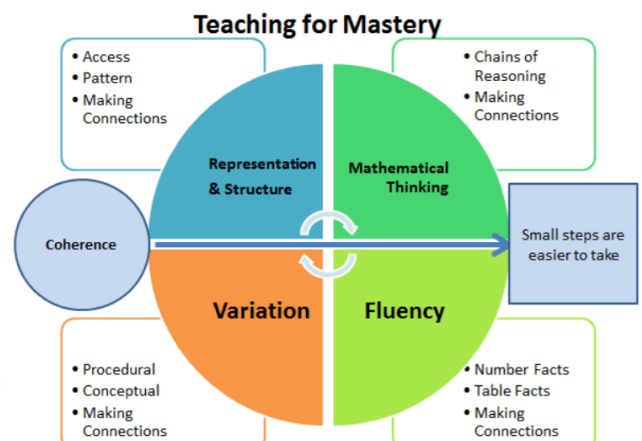 Teaching for Mastery
• Access
• Pattern
• Making
Connections
• Chains of
Reasoning
• Making
Connections
Representation
& Structure
Mathematical
Thinking
Coherence
Small steps are
easier to take
Variation
Fluency
• Procedural
• Conceptual
• Making
Connections
• Number Facts
• Table Facts
• Making
Connections